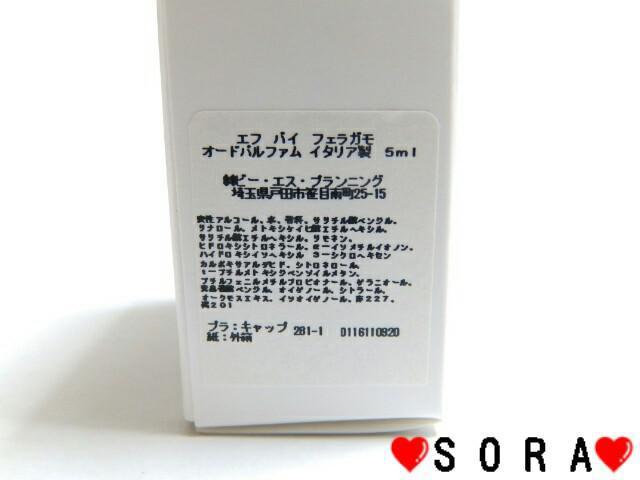 エフ バイ フェラガモ
オードパルファム イタリア製 5ml
㈱ビー・エス・プランニング
埼玉県戸田市笹目南町25-15
変性アルコール、水、香料、サリチル酸ベンジル、
リナロール、メトキシケイヒ酸エチルヘキシル、
サリチル酸エチルヘキシル、リモネン、
ヒドロキシシトロネラール、α-イソメチルイオノン、
ハイドロキシイソヘキシル 3-シクロヘキセン
カルボキサアルデヒド、シトロネロール、
t-ブチルメトキシジベンゾイルメタン、
ブチルフェニルメチルプロピオナール、ゲラニオール、
安息香酸ベンジル、オイゲノール、シトラール、
オークモスエキス、イソオイゲノール、赤227、
黄201
プラ:キャップ 281-1 D116110920
紙:外箱
SORA